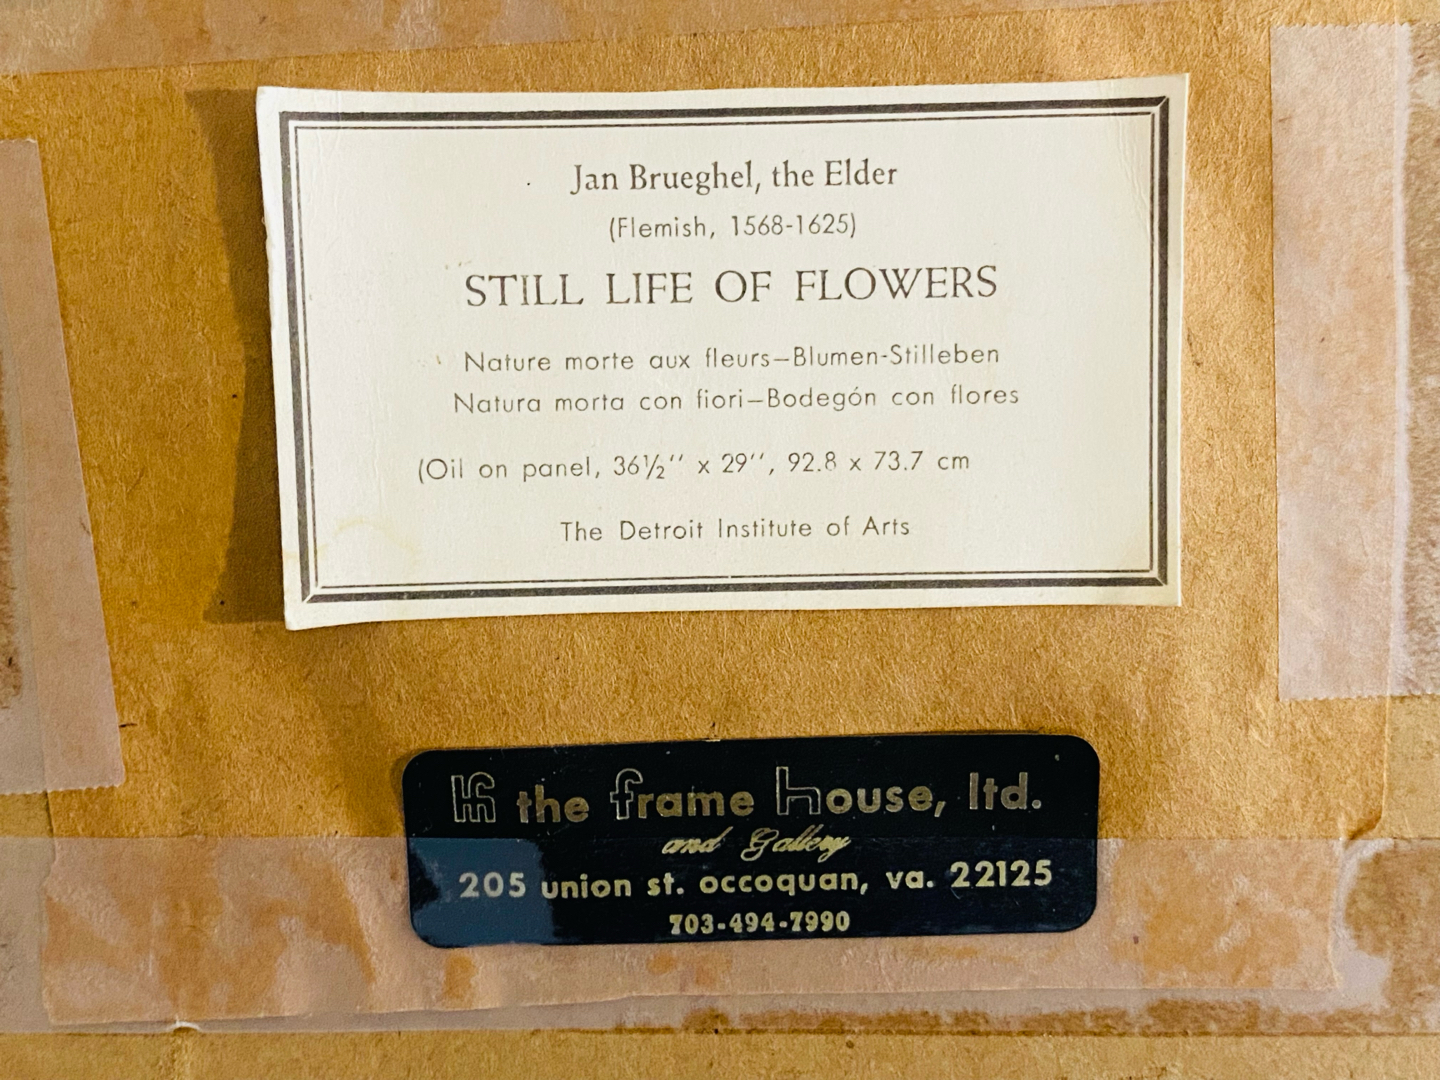 Jan Brueghel, the Elder
(Flemish, 1568-1625)
STILL LIFE OF FLOWERS
Nature morte aux fleurs—Blumen-Stilleben
Natura morta con fiori—Bodegón con flores
(Oil on panel, 36½'' x 29'', 92.8 x 73.7 cm
The Detroit Institute of Arts
fh the frame house, ltd.
and Gallery
205 union st. occoquan, va. 22125
703-494-7990